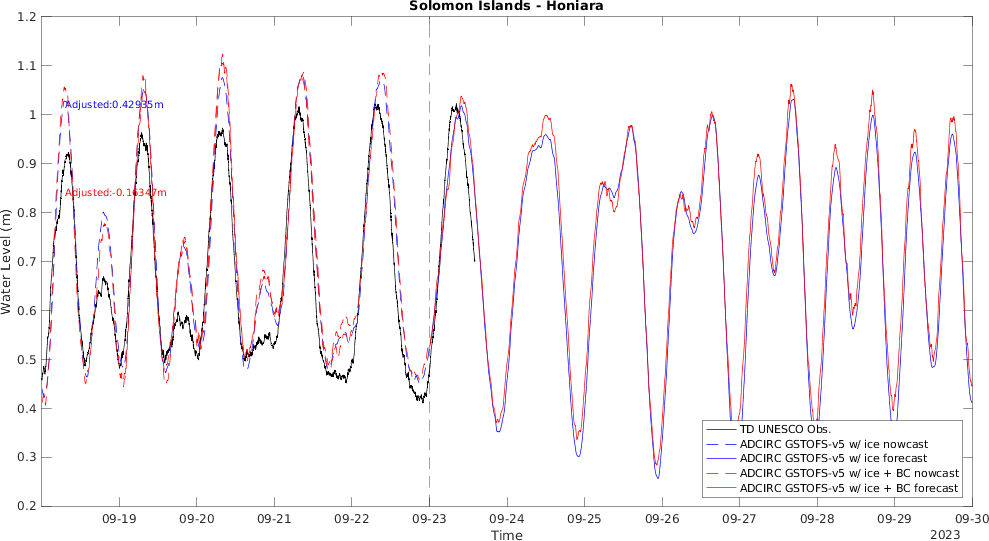 Solomon Islands - Honiara
1.2
1.1
1
0.9
0.8
0.7
0.6
0.5
0.4
0.3
0.2
Water Level (m)
Adjusted:0.42935m
Adjusted:-0.16347m
TD UNESCO Obs.
ADCIRC GSTOFS-v5 w/ ice nowcast
ADCIRC GSTOFS-v5 w/ ice forecast
ADCIRC GSTOFS-v5 w/ ice + BC nowcast
ADCIRC GSTOFS-v5 w/ ice + BC forecast
09-19 09-20 09-21 09-22 09-23 09-24 09-25 09-26 09-27 09-28 09-29 09-30
Time
2023